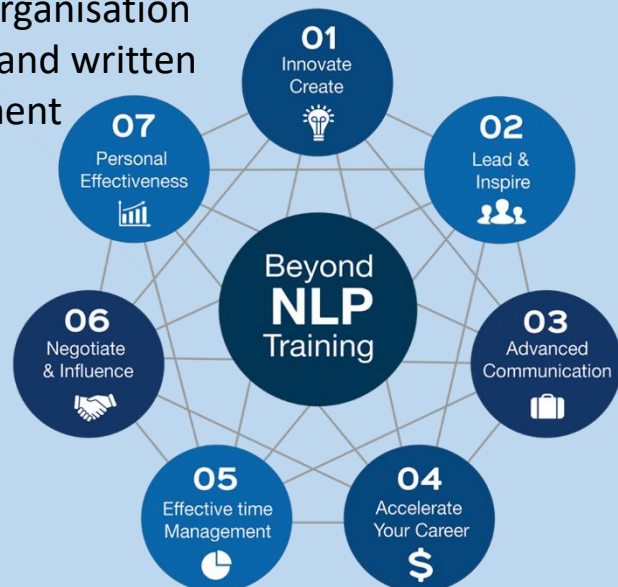 rganisation
and written
nent
01
Innovate
Create
02
Lead &
Inspire
03
Advanced
Communication
04
Accelerate
Your Career
$
05
Effective time
Management
06
Negotiate
& Influence
07
Personal
Effectiveness
Beyond
NLP
Training